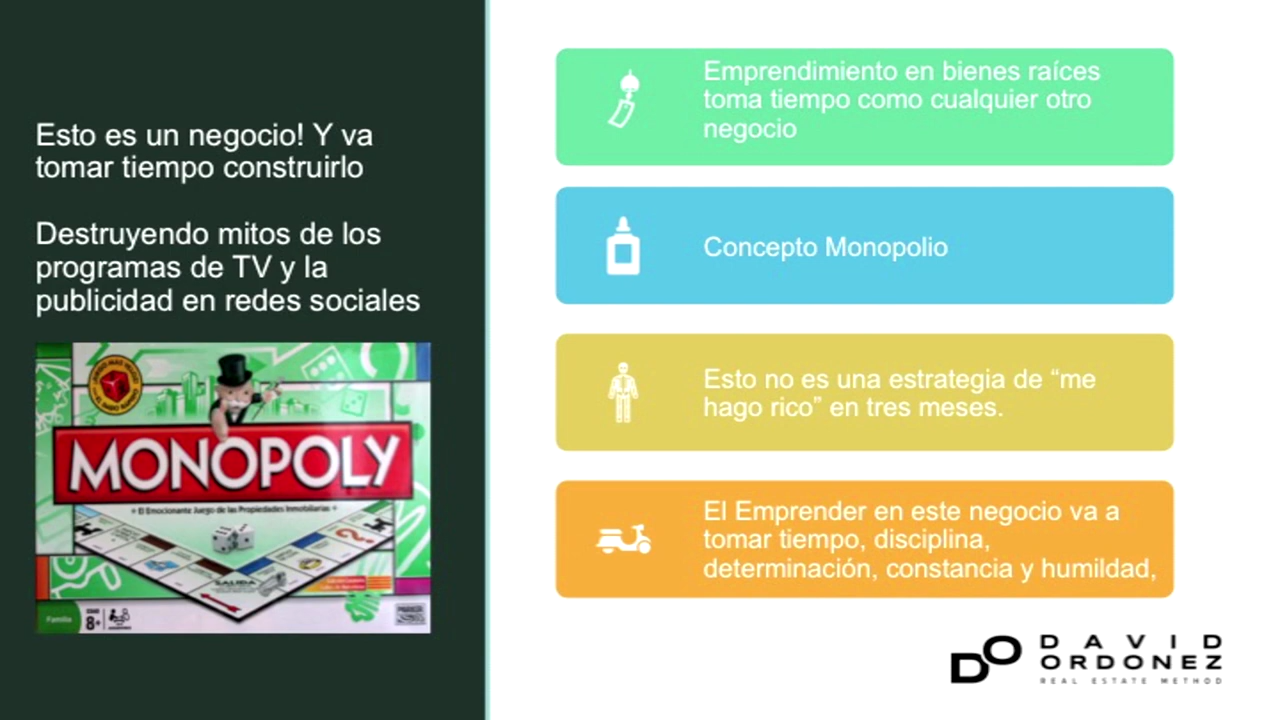 Esto es un negocio! Y va
tomar tiempo construirlo
Destruyendo mitos de los
programas de TV y la
publicidad en redes sociales
MONOPOLY
El Emocionante Juego de las Propiedades Inmobiliarias
SALIDA
Familia
EDAD
8+
PARKER
Emprendimiento en bienes raíces
toma tiempo como cualquier otro
negocio
Concepto Monopolio
Esto no es una estrategia de “me
hago rico” en tres meses.
El Emprender en este negocio va a
tomar tiempo, disciplina,
determinación, constancia y humildad,
DO
DAVID
ORDONEZ
REAL ESTATE METHOD